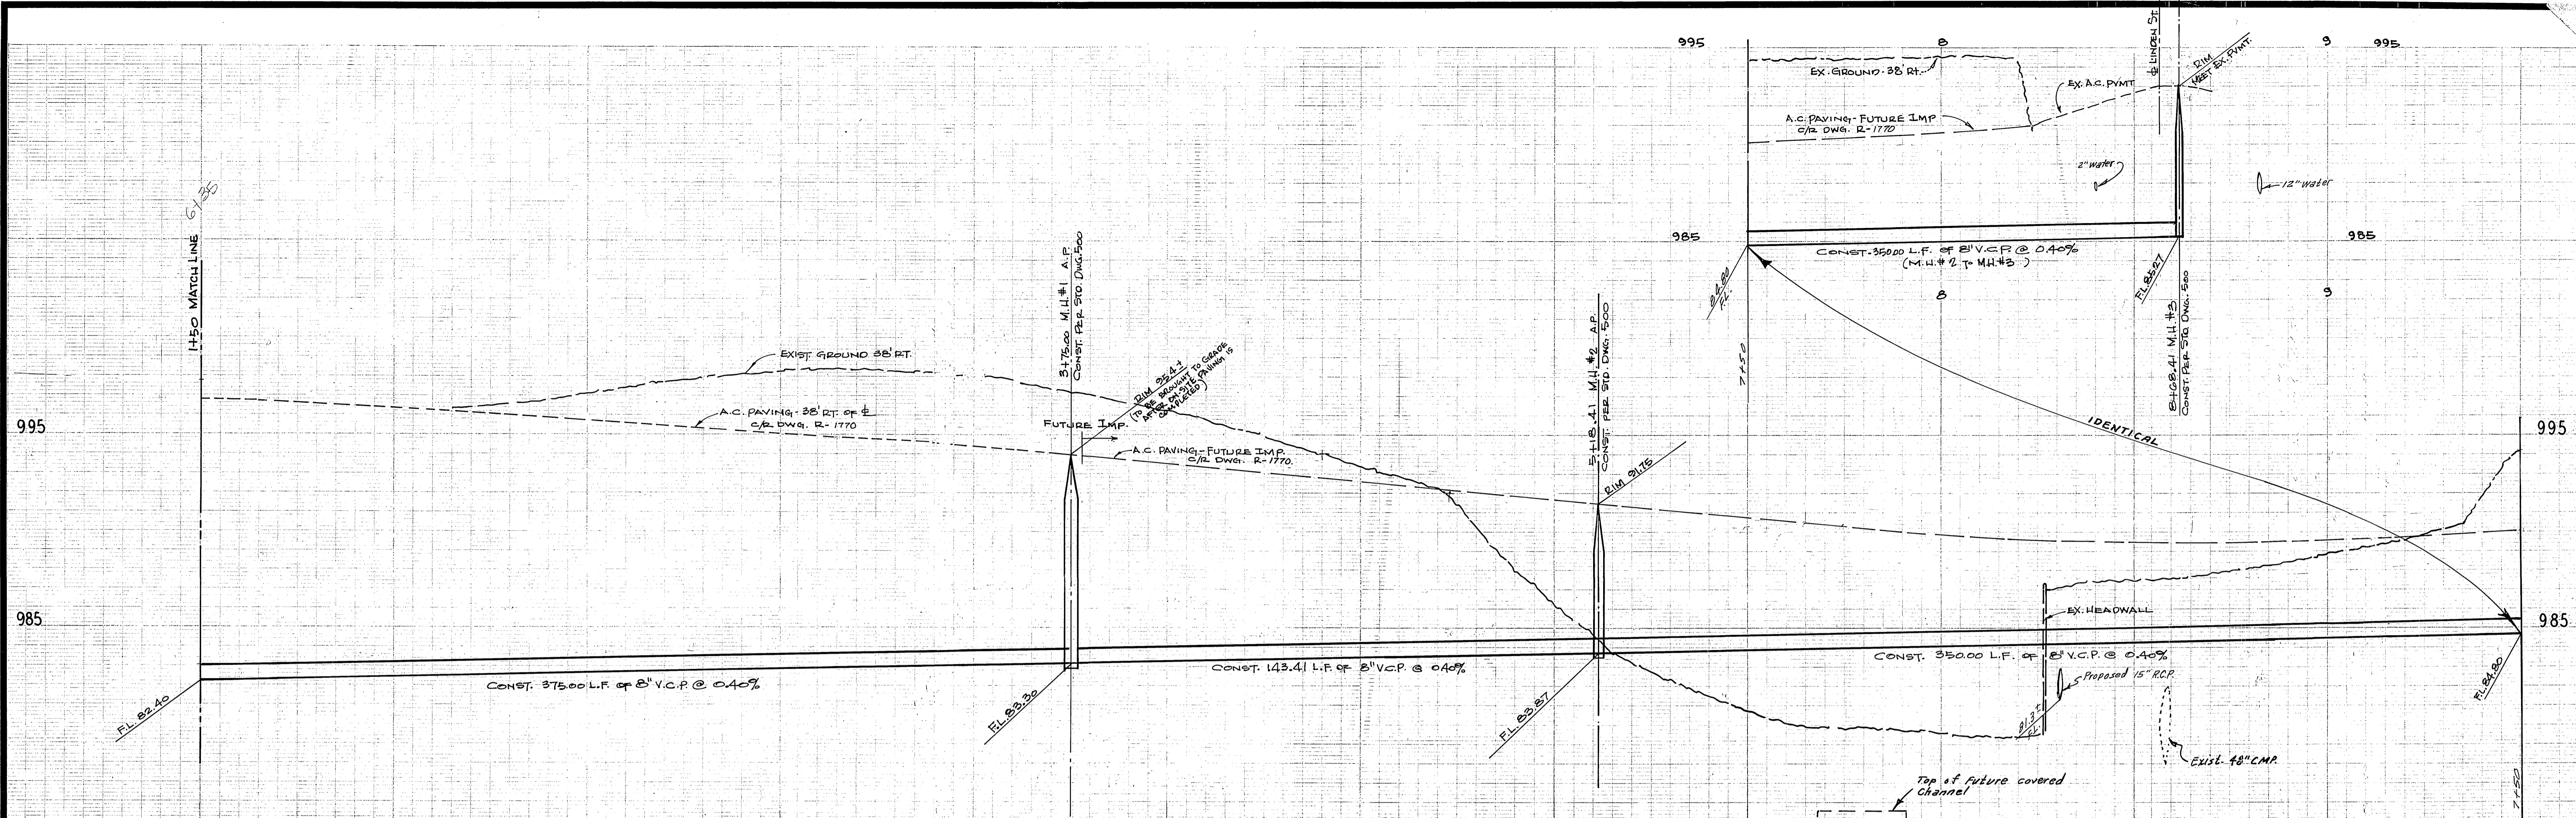 995
8
9
995
℄ LINDEN ST.
RIM
MEET EX. PVMT.
EX. GROUND - 38' RT.
EX. A.C. PVMT
A.C. PAVING - FUTURE IMP
C/R DWG. R-1770
2" water
12" water
985
985
CONST. 350.00 L.F. OF 8" V.C.P. @ 0.40%
(M.H. #2 TO M.H. #3)
84.80
F.L.
F.L. 85.27
8
9
7+50
8+68.41 M.H. #3
CONST. PER STD. DWG. 500
IDENTICAL
6+35
1+50 MATCH LINE
3+75.00 M.H. #1 A.P.
CONST. PER STD. DWG. 500
EXIST. GROUND 38' RT.
RIM 95.4±
(TO BE BROUGHT TO GRADE
AFTER ON-SITE PAVING IS
COMPLETED)
5+18.41 M.H. #2 A.P.
CONST. PER STD. DWG. 500
RIM 91.75
995
A.C. PAVING - 38' RT. OF ℄
C/R DWG. R-1770
FUTURE IMP.
A.C. PAVING - FUTURE IMP.
C/R DWG. R-1770.
995
985
985
EX. HEADWALL
CONST. 375.00 L.F. OF 8" V.C.P. @ 0.40%
CONST. 143.41 L.F. OF 8" V.C.P. @ 0.40%
CONST. 350.00 L.F. OF 8" V.C.P. @ 0.40%
F.L. 82.40
F.L. 83.30
F.L. 83.87
Proposed 15" R.C.P.
81.3±
F.L.
F.L. 84.80
Exist. 48" CMP.
Top of Future covered
Channel
7+50